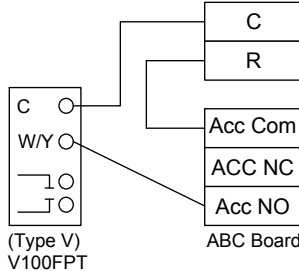 C
R
C
Acc Com
W/Y
ACC NC
Acc NO
(Type V)
V100FPT
ABC Board